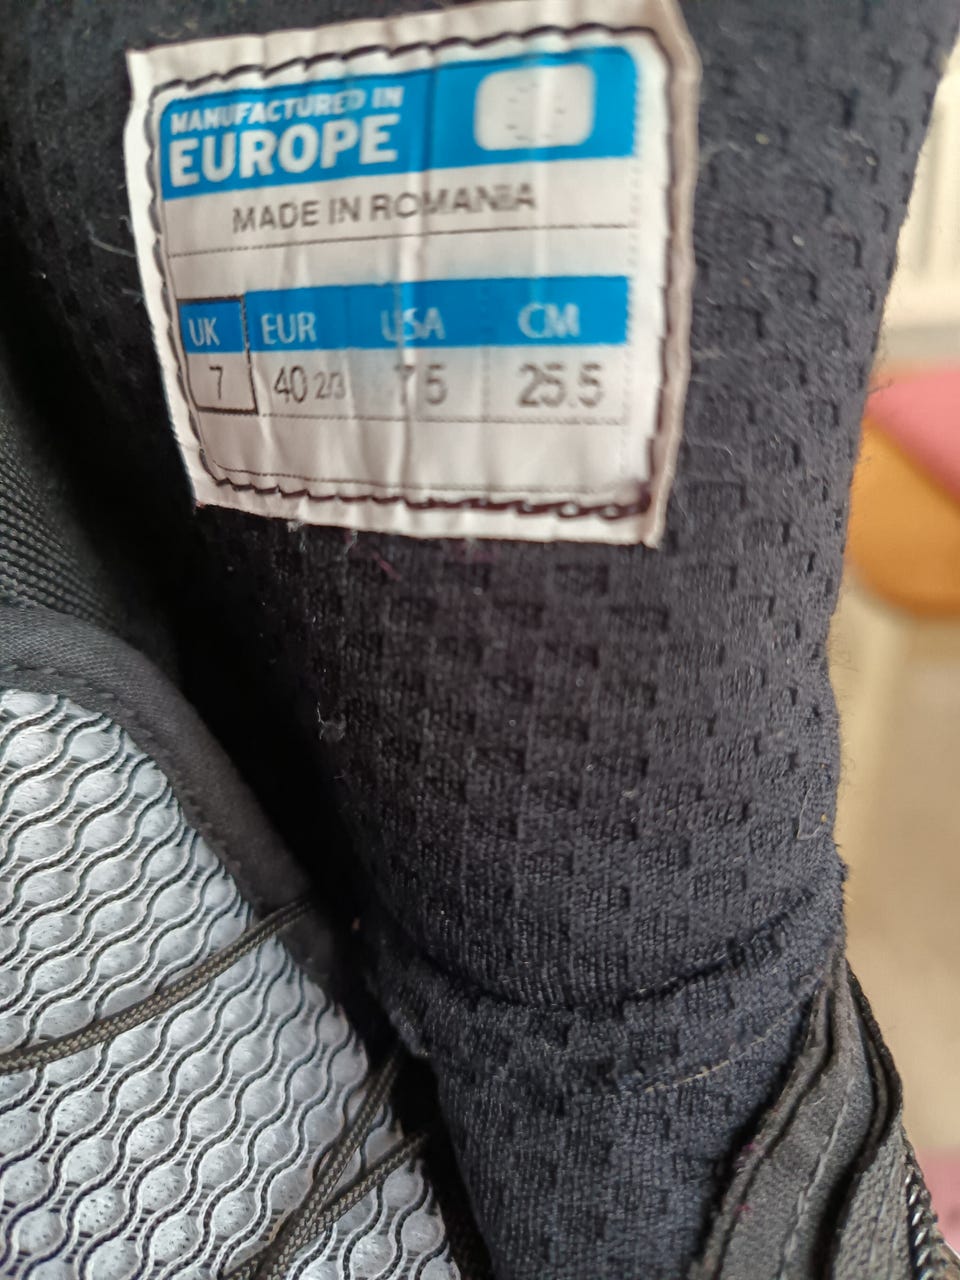 MANUFACTURED IN
EUROPE
MADE IN ROMANIA
UK EUR USA CM
7 40 2/3 7 5 25.5